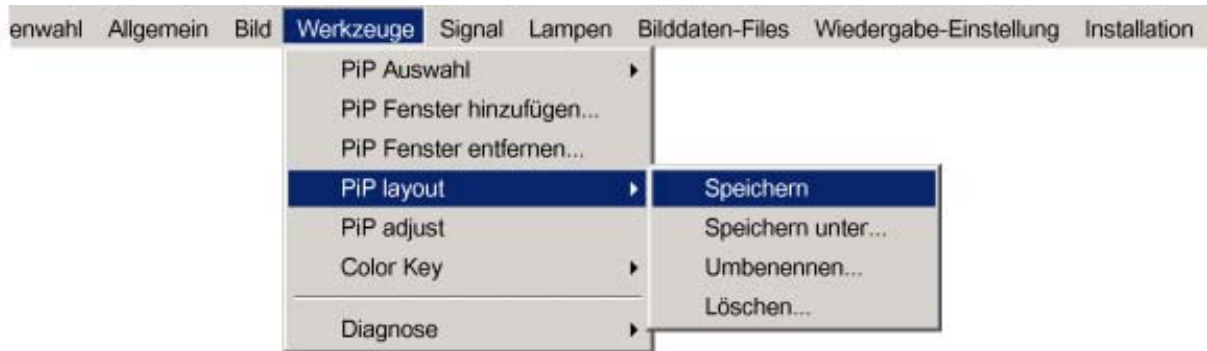 enwahl Allgemein Bild Werkzeuge Signal Lampen Bilddaten-Files Wiedergabe-Einstellung Installation
PiP Auswahl
PiP Fenster hinzufügen...
PiP Fenster entfernen...
PiP layout
PiP adjust
Color Key
Diagnose
Speichern
Speichern unter...
Umbenennen...
Löschen...